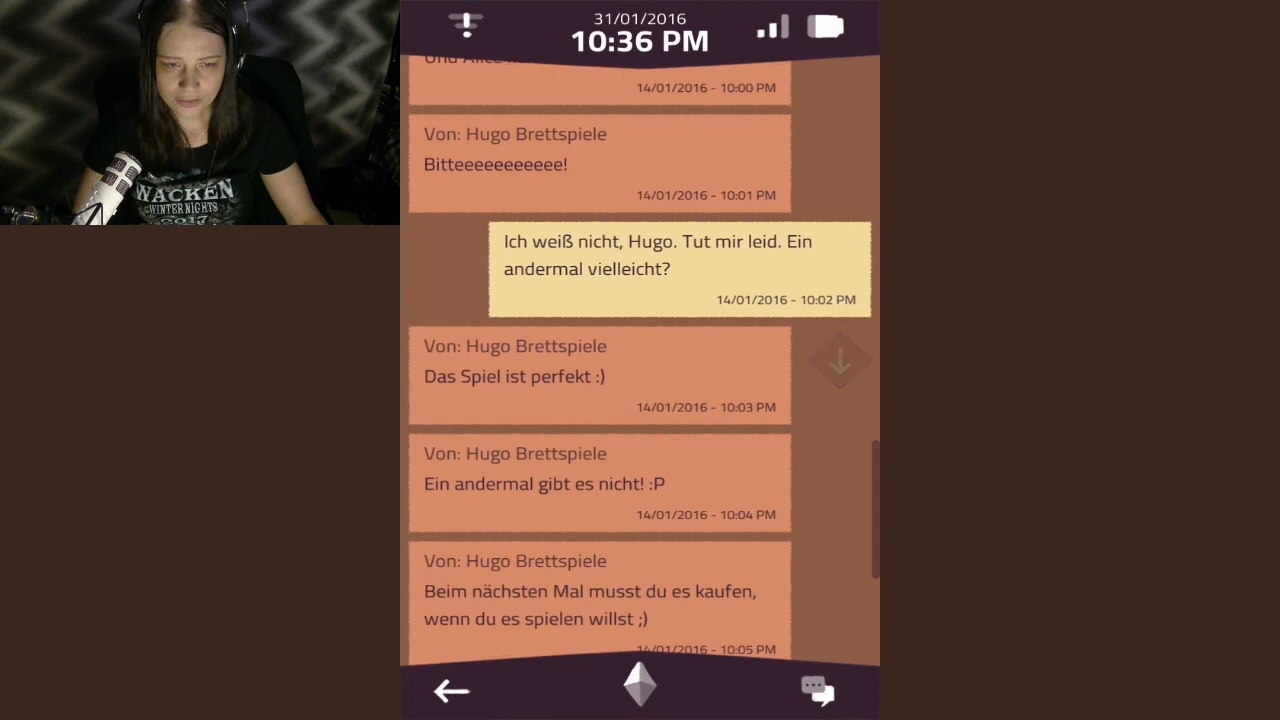 31/01/2016
10:36 PM
14/01/2016 - 10:00 PM
Von: Hugo Brettspiele
Bitteeeeeeeeeee!
14/01/2016 - 10:01 PM
Ich weiß nicht, Hugo. Tut mir leid. Ein
andermal vielleicht?
14/01/2016 - 10:02 PM
Von: Hugo Brettspiele
Das Spiel ist perfekt :)
14/01/2016 - 10:03 PM
Von: Hugo Brettspiele
Ein andermal gibt es nicht! :P
14/01/2016 - 10:04 PM
Von: Hugo Brettspiele
Beim nächsten Mal musst du es kaufen,
wenn du es spielen willst ;)
14/01/2016 - 10:05 PM
WACKEN
WINTER NIGHTS
2017